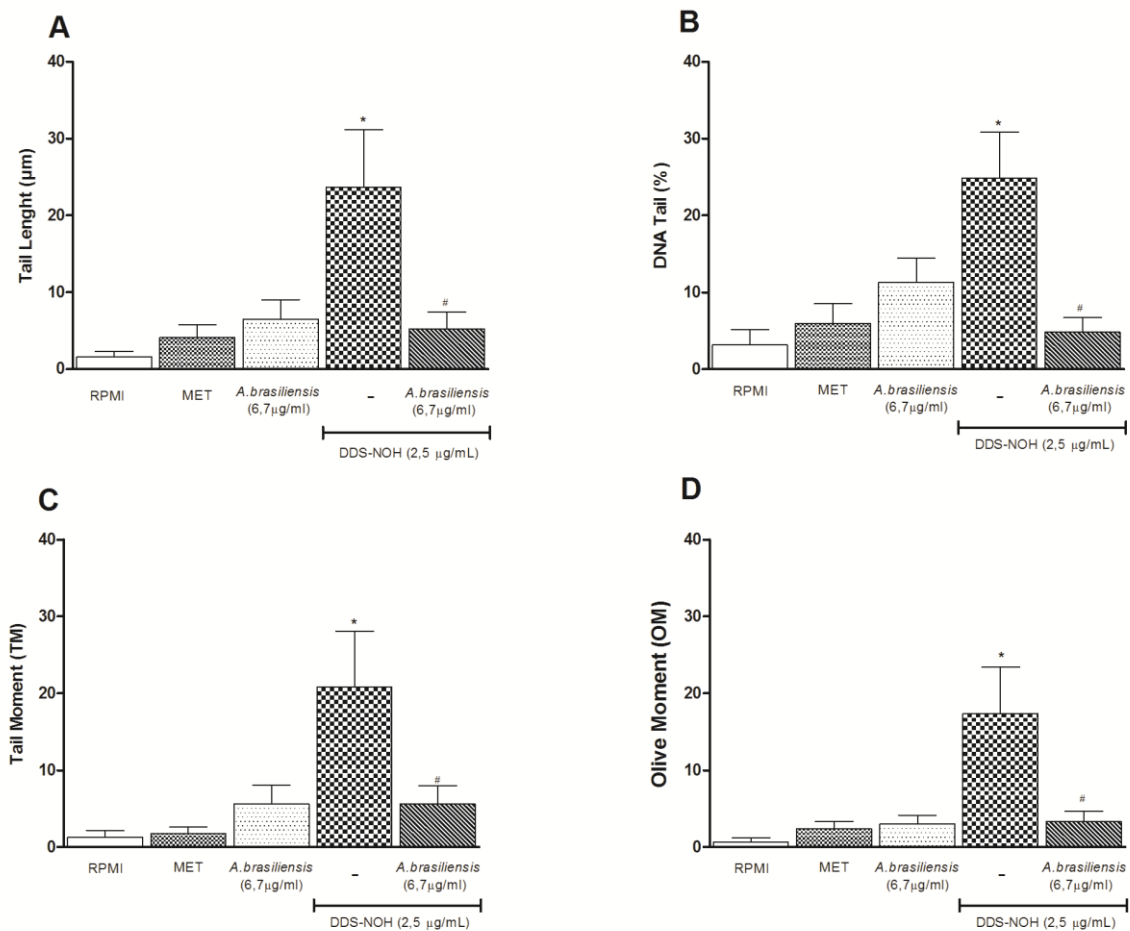 A
Tail Lenght (µm)
40
30
20
10
0
*
#
RPMI
MET
A.brasiliensis
(6,7µg/ml)
-
A.brasiliensis
(6,7µg/ml)
DDS-NOH (2,5 µg/mL)
B
DNA Tail (%)
40
30
20
10
0
*
#
RPMI
MET
A.brasiliensis
(6,7µg/ml)
-
A.brasiliensis
(6,7µg/ml)
DDS-NOH (2,5 µg/mL)
C
Tail Moment (TM)
40
30
20
10
0
*
#
RPMI
MET
A.brasiliensis
(6,7µg/ml)
-
A.brasiliensis
(6,7µg/ml)
DDS-NOH (2,5 µg/mL)
D
Olive Moment (OM)
40
30
20
10
0
*
#
RPMI
MET
A.brasiliensis
(6,7µg/ml)
-
A.brasiliensis
(6,7µg/ml)
DDS-NOH (2,5 µg/mL)